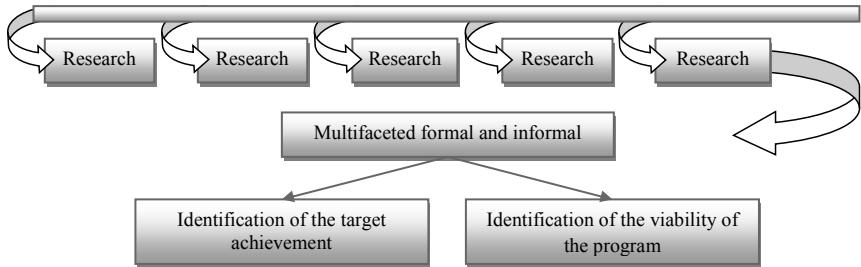 Research
Research
Research
Research
Research
Multifaceted formal and informal
Identification of the target
achievement
Identification of the viability of
the program